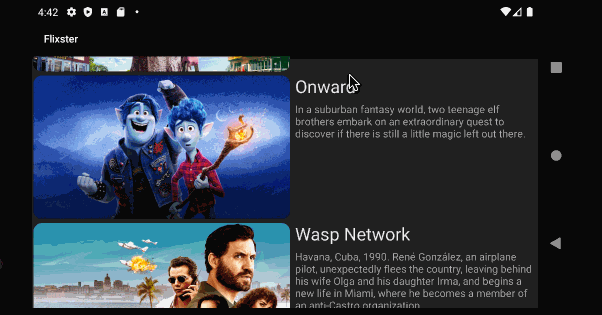 4:42
Flixster
Onward
In a suburban fantasy world, two teenage elf
brothers embark on an extraordinary quest to
discover if there is still a little magic left out there.
Wasp Network
Havana, Cuba, 1990. René González, an airplane
pilot, unexpectedly flees the country, leaving behind
his wife Olga and his daughter Irma, and begins a
new life in Miami, where he becomes a member of
an anti-Castro organization.